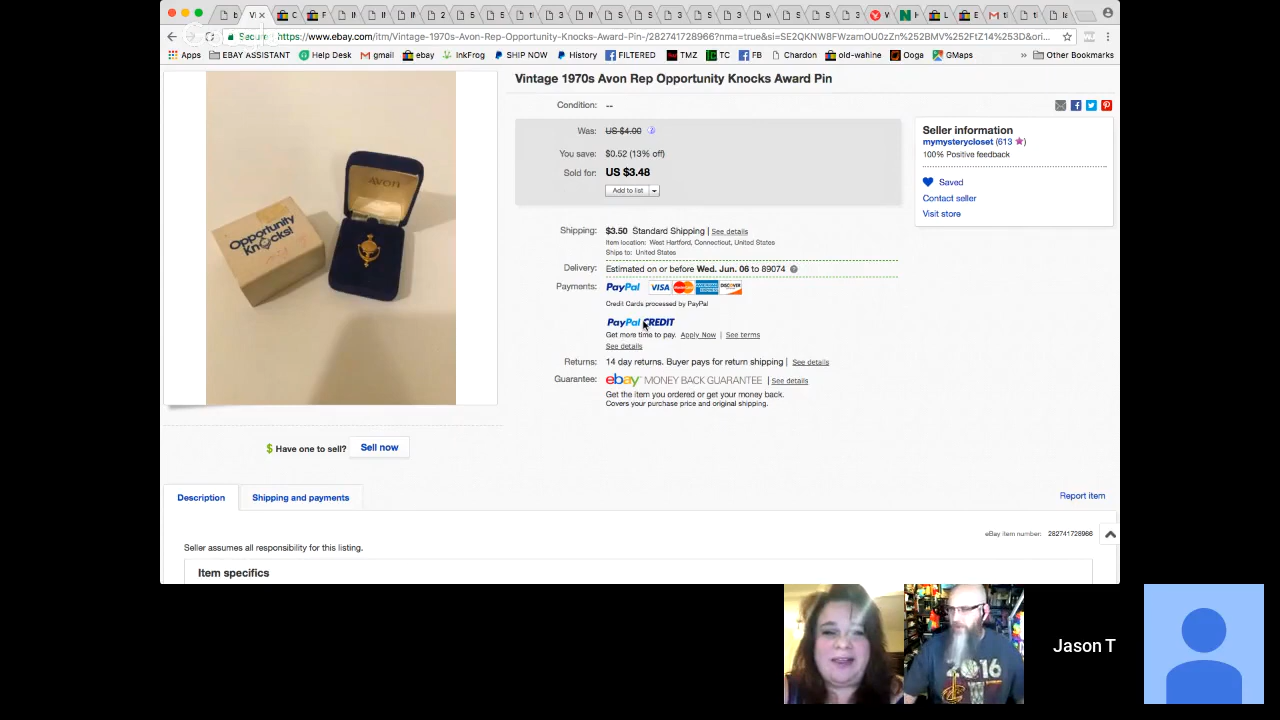 Secure https://www.ebay.com/itm/Vintage-1970s-Avon-Rep-Opportunity-Knocks-Award-Pin-/282741728966?nma=true&si=SE2QKNW8FWzamOU0zZn%252BMV%252FtZ14%253D&ori...
Apps EBAY ASSISTANT Help Desk gmail ebay InkFrog SHIP NOW History FILTERED TMZ TC FB Chardon old-wahine Ooga GMaps » Other Bookmarks
Vintage 1970s Avon Rep Opportunity Knocks Award Pin
Condition: --
Was: US $4.00
You save: $0.52 (13% off)
Sold for: US $3.48
Add to list
Seller information
mymysterycloset (613)
100% Positive feedback
Saved
Contact seller
Visit store
AVON
Opportunity
Knocks!
Shipping: $3.50 Standard Shipping | See details
Item location: West Hartford, Connecticut, United States
Ships to: United States
Delivery: Estimated on or before Wed. Jun. 06 to 89074
Payments: PayPal VISA MasterCard DISCOVER
Credit Cards processed by PayPal
PayPal CREDIT
Get more time to pay. Apply Now | See terms
See details
Returns: 14 day returns. Buyer pays for return shipping | See details
Guarantee: ebay MONEY BACK GUARANTEE | See details
Get the item you ordered or get your money back.
Covers your purchase price and original shipping.
$ Have one to sell? Sell now
Description Shipping and payments Report item
eBay item number: 282741728966
Seller assumes all responsibility for this listing.
Item specifics
2016
Jason T